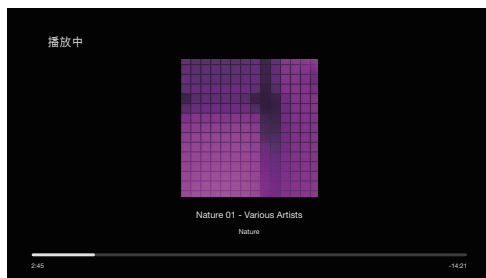 播放中
Nature 01 - Various Artists
Nature
2:45
-14:21